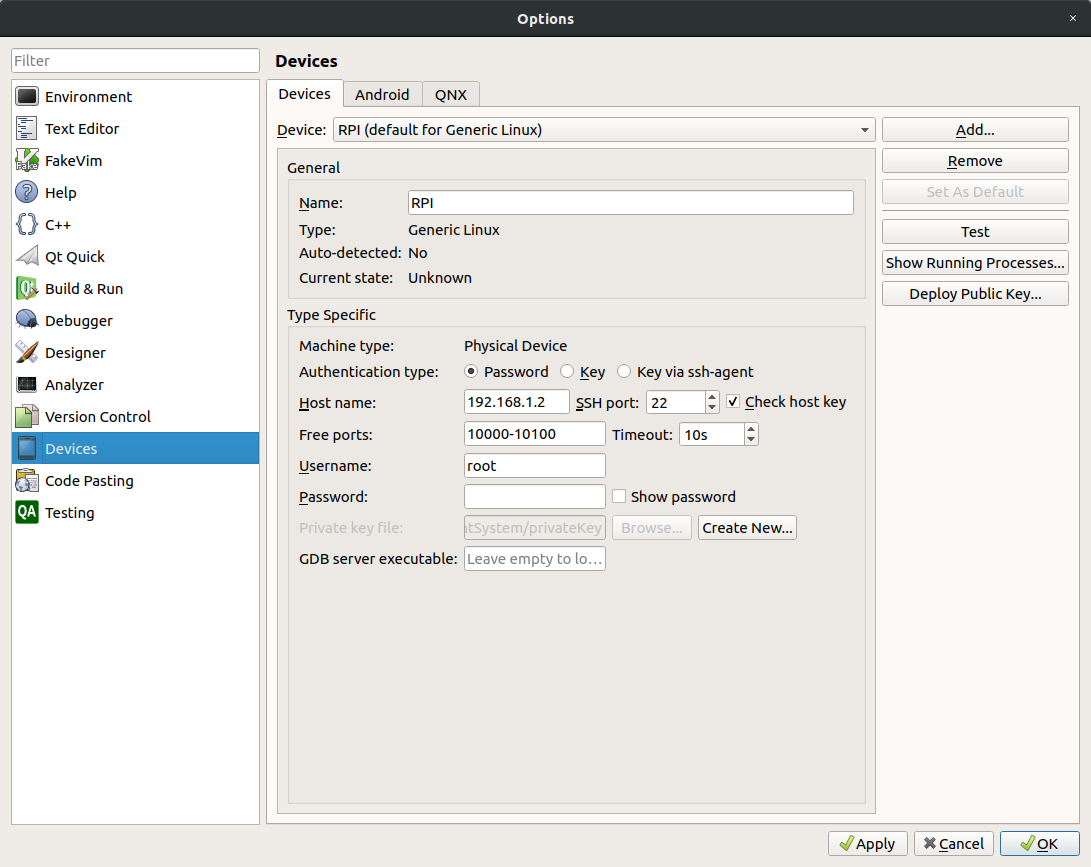 Options
Filter
Environment
Text Editor
FakeVim
Help
C++
Qt Quick
Build & Run
Debugger
Designer
Analyzer
Version Control
Devices
Code Pasting
QA Testing
Devices
Devices Android QNX
Device: RPI (default for Generic Linux)
Add...
Remove
Set As Default
Test
Show Running Processes...
Deploy Public Key...
General
Name: RPI
Type: Generic Linux
Auto-detected: No
Current state: Unknown
Type Specific
Machine type: Physical Device
Authentication type: Password Key Key via ssh-agent
Host name: 192.168.1.2 SSH port: 22 Check host key
Free ports: 10000-10100 Timeout: 10s
Username: root
Password: Show password
Private key file: ntSystem/privateKey Browse... Create New...
GDB server executable: Leave empty to lo...
Apply Cancel OK